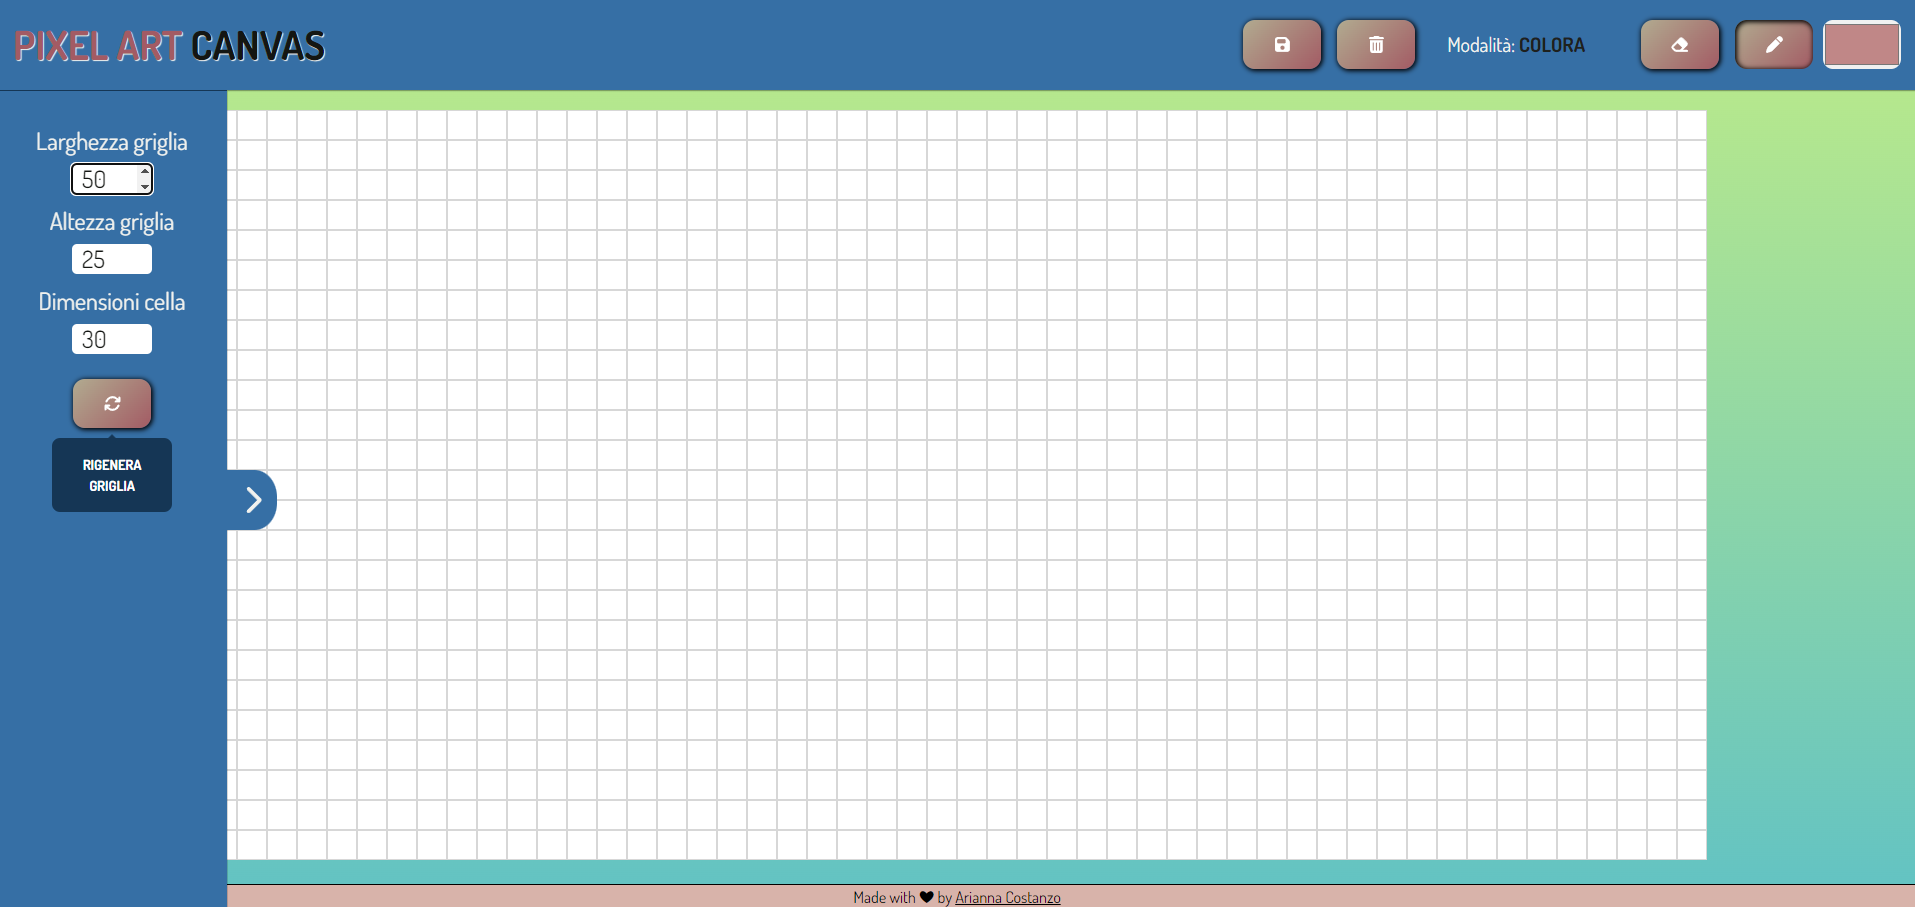 PIXEL ART CANVAS
Modalità: COLORA
Larghezza griglia
50
Altezza griglia
25
Dimensioni cella
30
RIGENERA
GRIGLIA
Made with ♥ by Arianna Costanzo